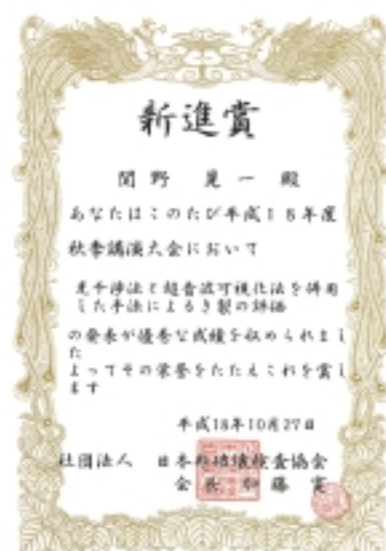 新進賞
間野 晃一 殿
あなたはこのたび平成18年度
秋季講演大会において
光干渉法と超音波可視化法を併用
した手法によるき裂の評価
の発表が優秀な成績を収められまし
た
よってその栄誉をたたえこれを賞し
ます
平成18年10月27日
社団法人 日本非破壊検査協会
会長 加藤 寛